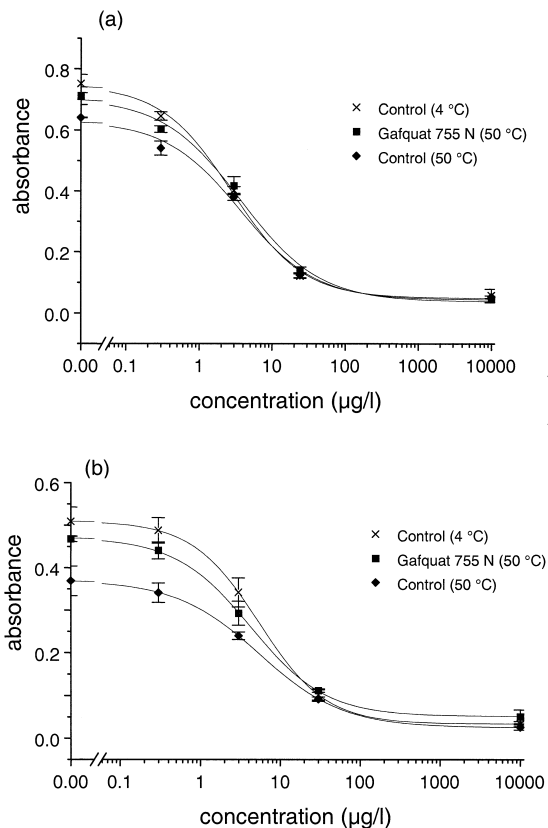 (a)
0.8
0.6
0.4
0.2
0.0
absorbance
× Control (4 °C)
■ Gafquat 755 N (50 °C)
◆ Control (50 °C)
0.00 0.1 1 10 100 1000 10000
concentration (µg/l)
(b)
0.6
0.4
0.2
0.0
absorbance
× Control (4 °C)
■ Gafquat 755 N (50 °C)
◆ Control (50 °C)
0.00 0.1 1 10 100 1000 10000
concentration (µg/l)